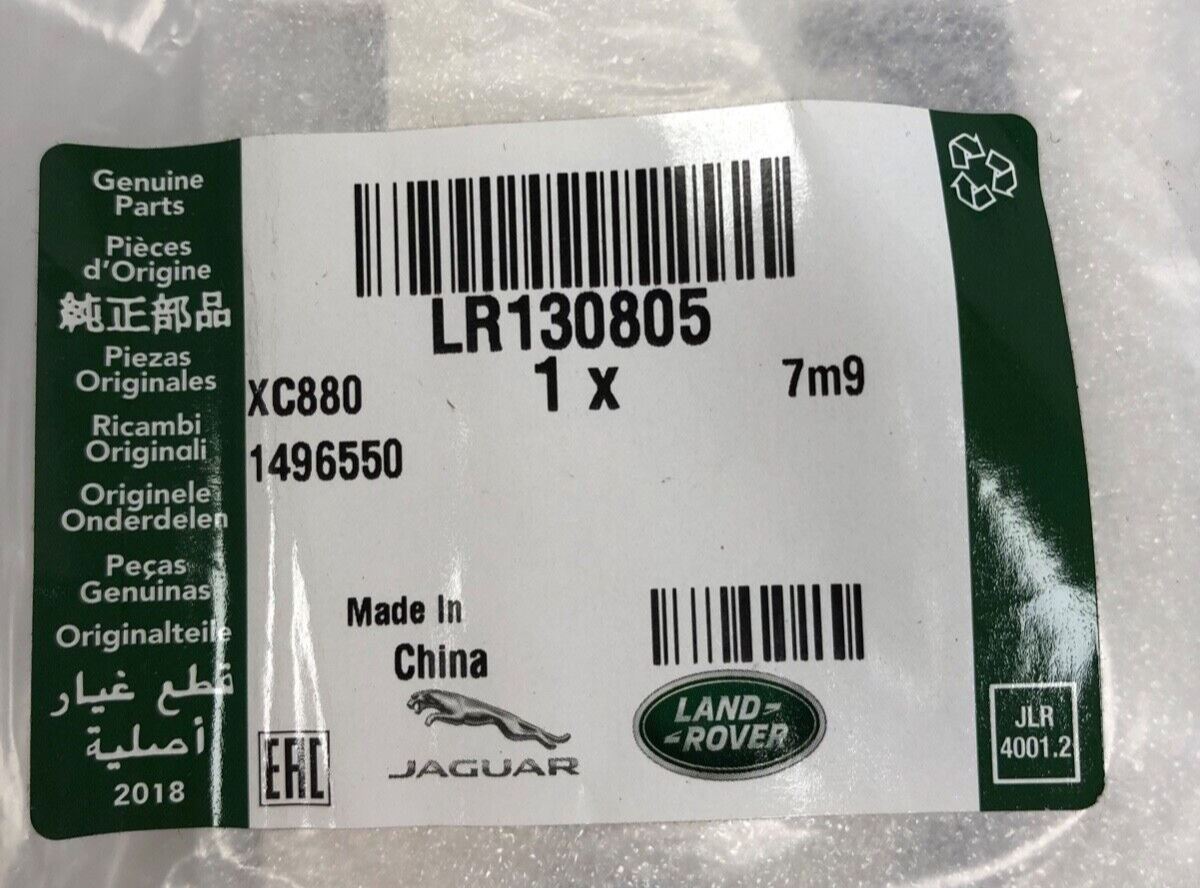 Genuine
Parts
Pièces
d'Origine
純正部品
Piezas
Originales
Ricambi
Originali
Originele
Onderdelen
Peças
Genuinas
Originalteile
قطع غيار
أصلية
2018
LR130805
1 x
7m9
XC880
1496550
Made In
China
EAC
JAGUAR
LAND-
-ROVER
JLR
4001.2